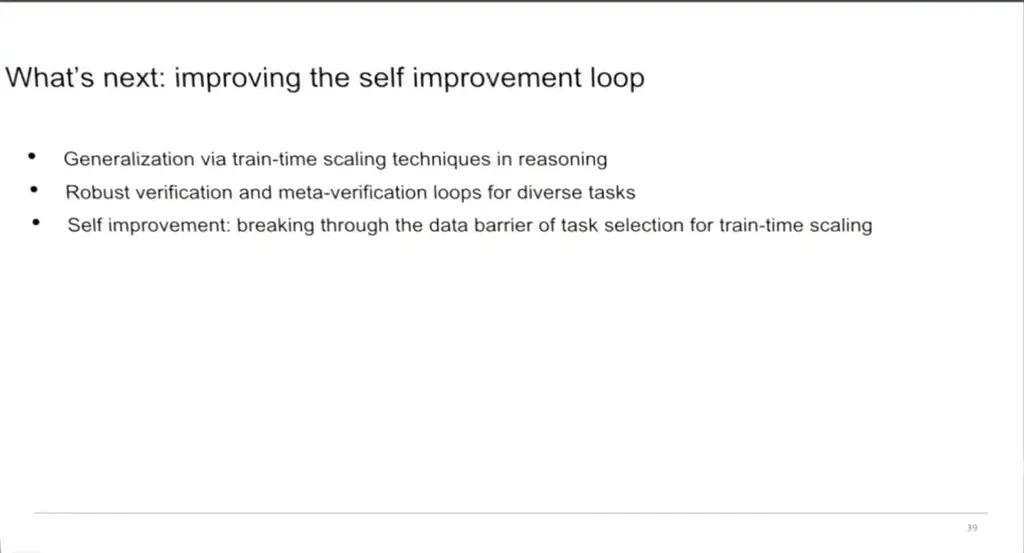 What's next: improving the self improvement loop
• Generalization via train-time scaling techniques in reasoning
• Robust verification and meta-verification loops for diverse tasks
• Self improvement: breaking through the data barrier of task selection for train-time scaling
39